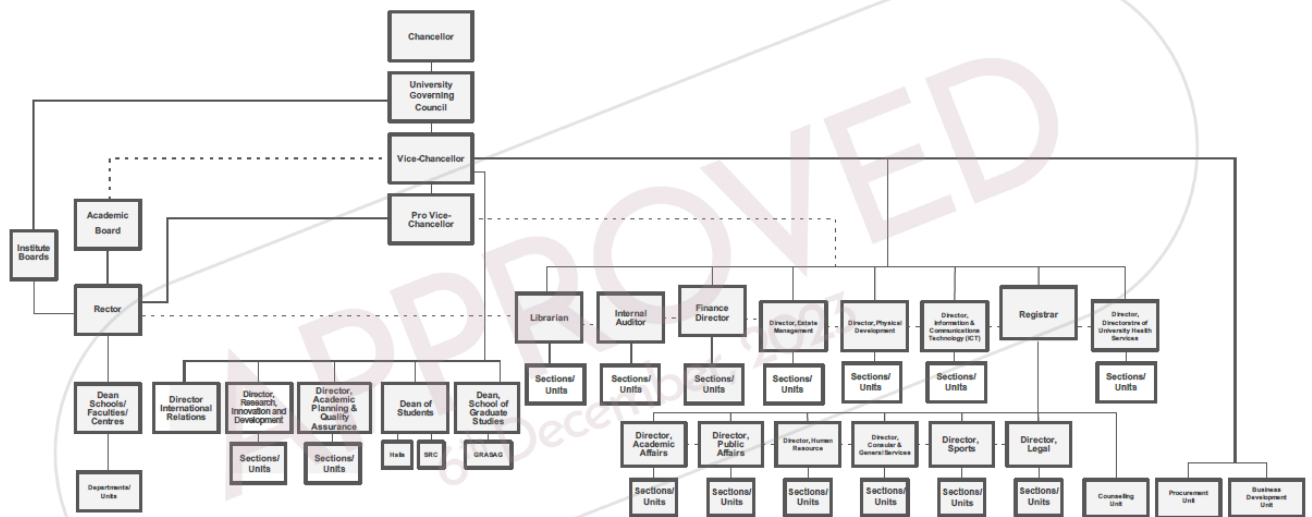 Chancellor
University
Governing
Council
Vice-Chancellor
Academic
Board
Pro Vice-
Chancellor
Institute
Boards
Rector
Librarian
Internal
Auditor
Finance
Director
Director, Estate
Management
Director, Physical
Development
Director,
Information &
Communications
Technology (ICT)
Registrar
Director,
Directorate of
University Health
Services
Sections/
Units
Sections/
Units
Sections/
Units
Sections/
Units
Sections/
Units
Sections/
Units
Sections/
Units
Dean
Schools/
Faculties/
Centres
Director
International
Relations
Director,
Research,
Innovation and
Development
Director,
Academic
Planning &
Quality
Assurance
Dean of
Students
Dean,
School of
Graduate
Studies
Sections/
Units
Sections/
Units
Halls
SRC
GRASAG
Departments/
Units
Director,
Academic
Affairs
Director,
Public
Affairs
Director, Human
Resource
Director,
Consular &
General Services
Director,
Sports
Director,
Legal
Sections/
Units
Sections/
Units
Sections/
Units
Sections/
Units
Sections/
Units
Sections/
Units
Counselling
Unit
Procurement
Unit
Business
Development
Unit
APPROVED
6th December, 2023